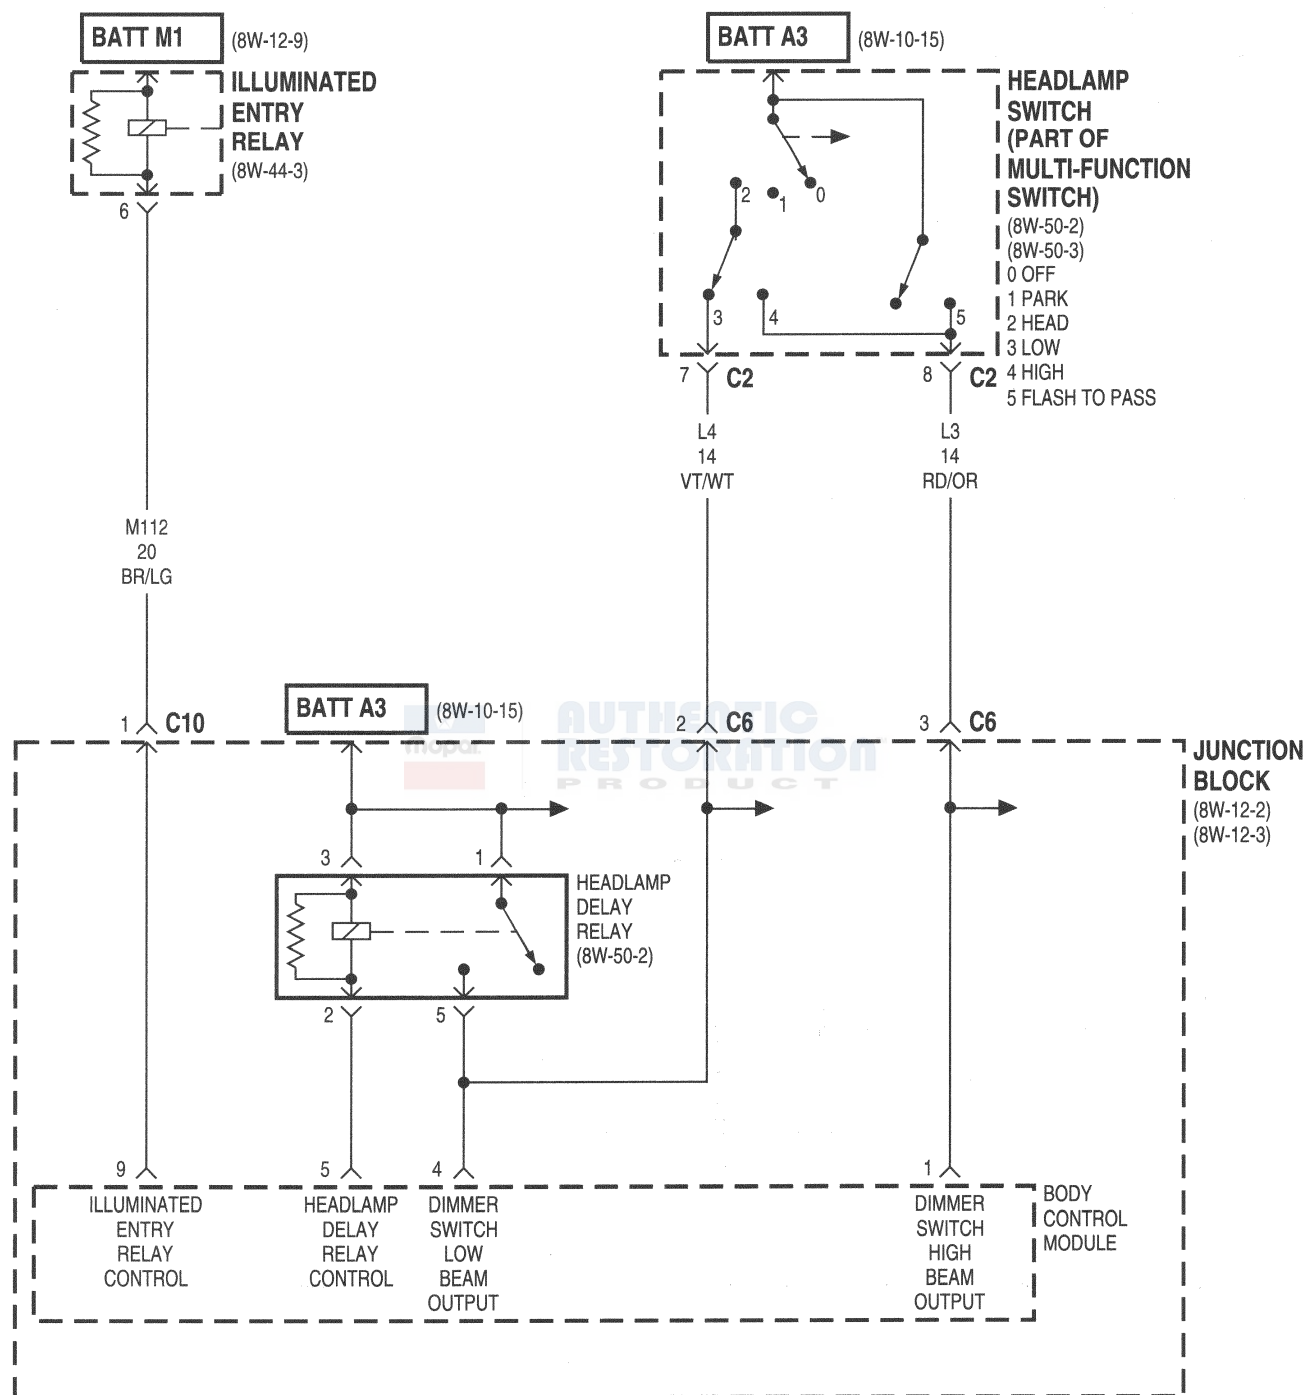 BATT M1
(8W-12-9)
BATT A3
(8W-10-15)
ILLUMINATED
ENTRY
RELAY
(8W-44-3)
6
HEADLAMP
SWITCH
(PART OF
MULTI-FUNCTION
SWITCH)
(8W-50-2)
(8W-50-3)
0 OFF
1 PARK
2 HEAD
3 LOW
4 HIGH
5 FLASH TO PASS
2
1
0
3
4
5
7
C2
8
C2
L4
14
VT/WT
L3
14
RD/OR
M112
20
BR/LG
1
C10
BATT A3
(8W-10-15)
mopar
AUTHENTIC
RESTORATION
PRODUCT
2
C6
3
C6
JUNCTION
BLOCK
(8W-12-2)
(8W-12-3)
3
1
HEADLAMP
DELAY
RELAY
(8W-50-2)
2
5
9
5
4
1
ILLUMINATED
ENTRY
RELAY
CONTROL
HEADLAMP
DELAY
RELAY
CONTROL
DIMMER
SWITCH
LOW
BEAM
OUTPUT
DIMMER
SWITCH
HIGH
BEAM
OUTPUT
BODY
CONTROL
MODULE